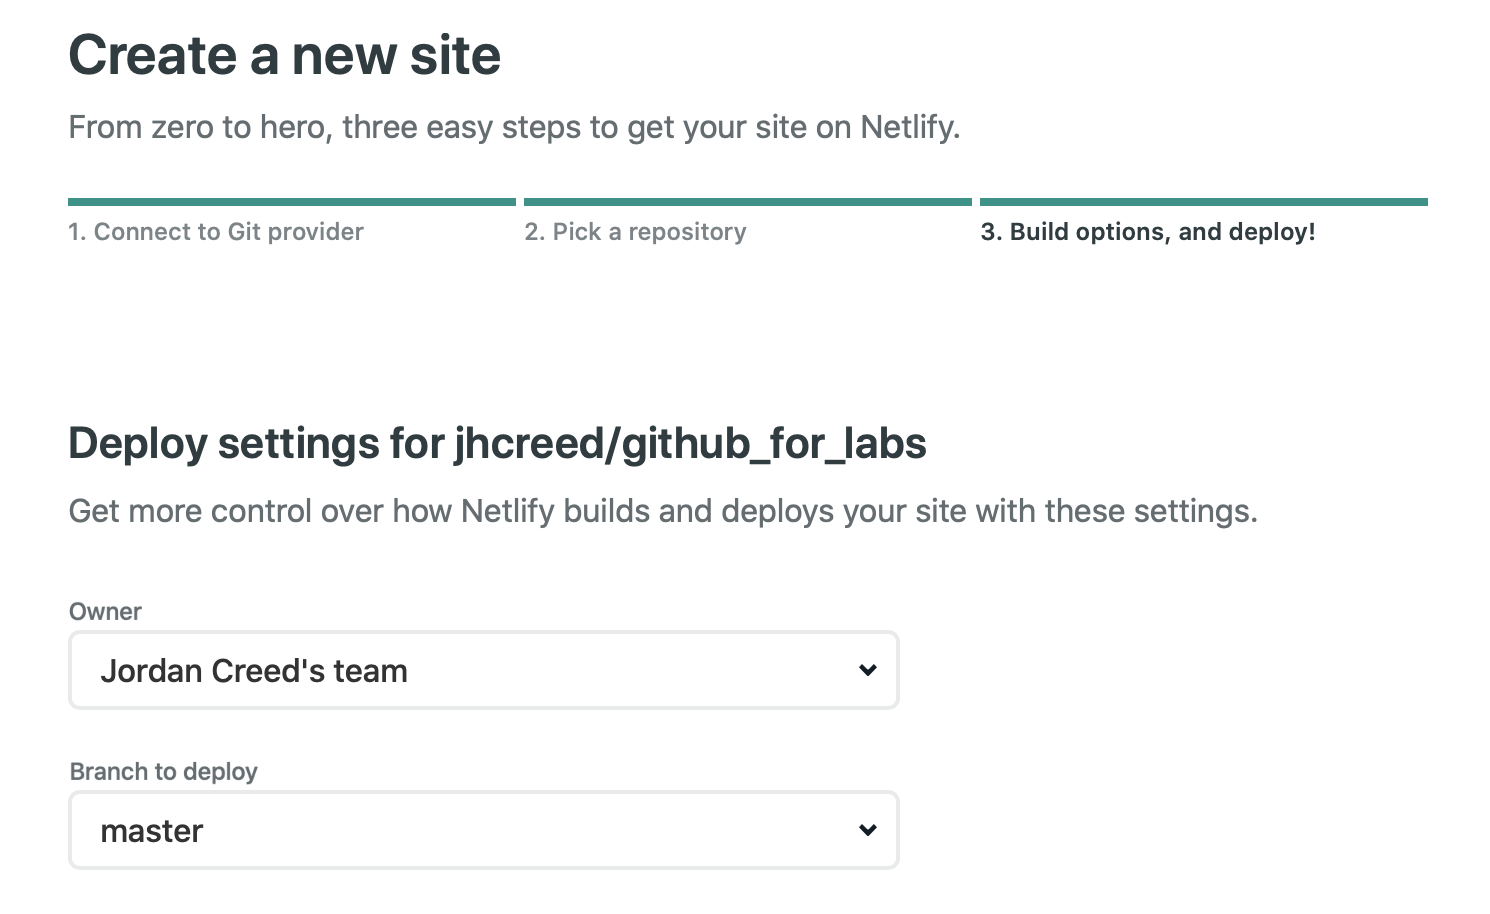 Create a new site
From zero to hero, three easy steps to get your site on Netlify.
1. Connect to Git provider
2. Pick a repository
3. Build options, and deploy!
Deploy settings for jhcreed/github_for_labs
Get more control over how Netlify builds and deploys your site with these settings.
Owner
Jordan Creed's team
Branch to deploy
master